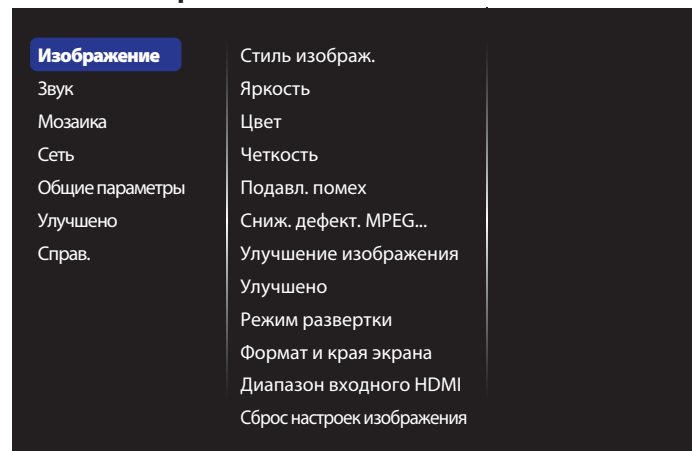 Изображение
Звук
Мозаика
Сеть
Общие параметры
Улучшено
Справ.
Стиль изображ.
Яркость
Цвет
Четкость
Подавл. помех
Сниж. дефект. MPEG...
Улучшение изображения
Улучшено
Режим развертки
Формат и края экрана
Диапазон входного HDMI
Сброс настроек изображения